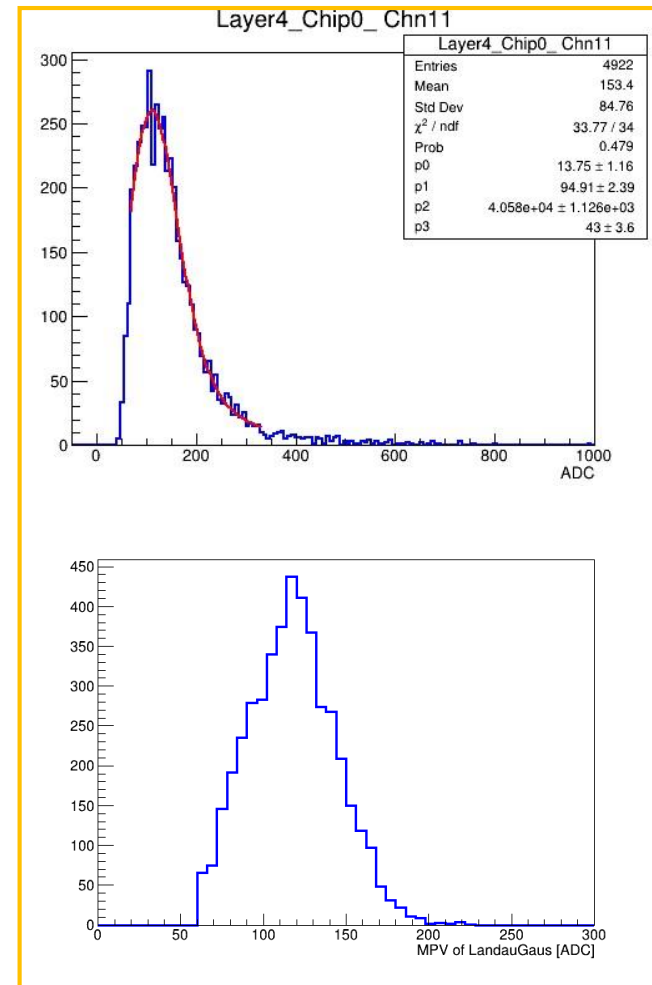 Layer4_Chip0_ Chn11
Layer4_Chip0_ Chn11
Entries 4922
Mean 153.4
Std Dev 84.76
χ² / ndf 33.77 / 34
Prob 0.479
p0 13.75 ± 1.16
p1 94.91 ± 2.39
p2 4.058e+04 ± 1.126e+03
p3 43 ± 3.6
300
250
200
150
100
50
0
0 200 400 600 800 1000
ADC
450
400
350
300
250
200
150
100
50
0
0 50 100 150 200 250 300
MPV of LandauGaus [ADC]